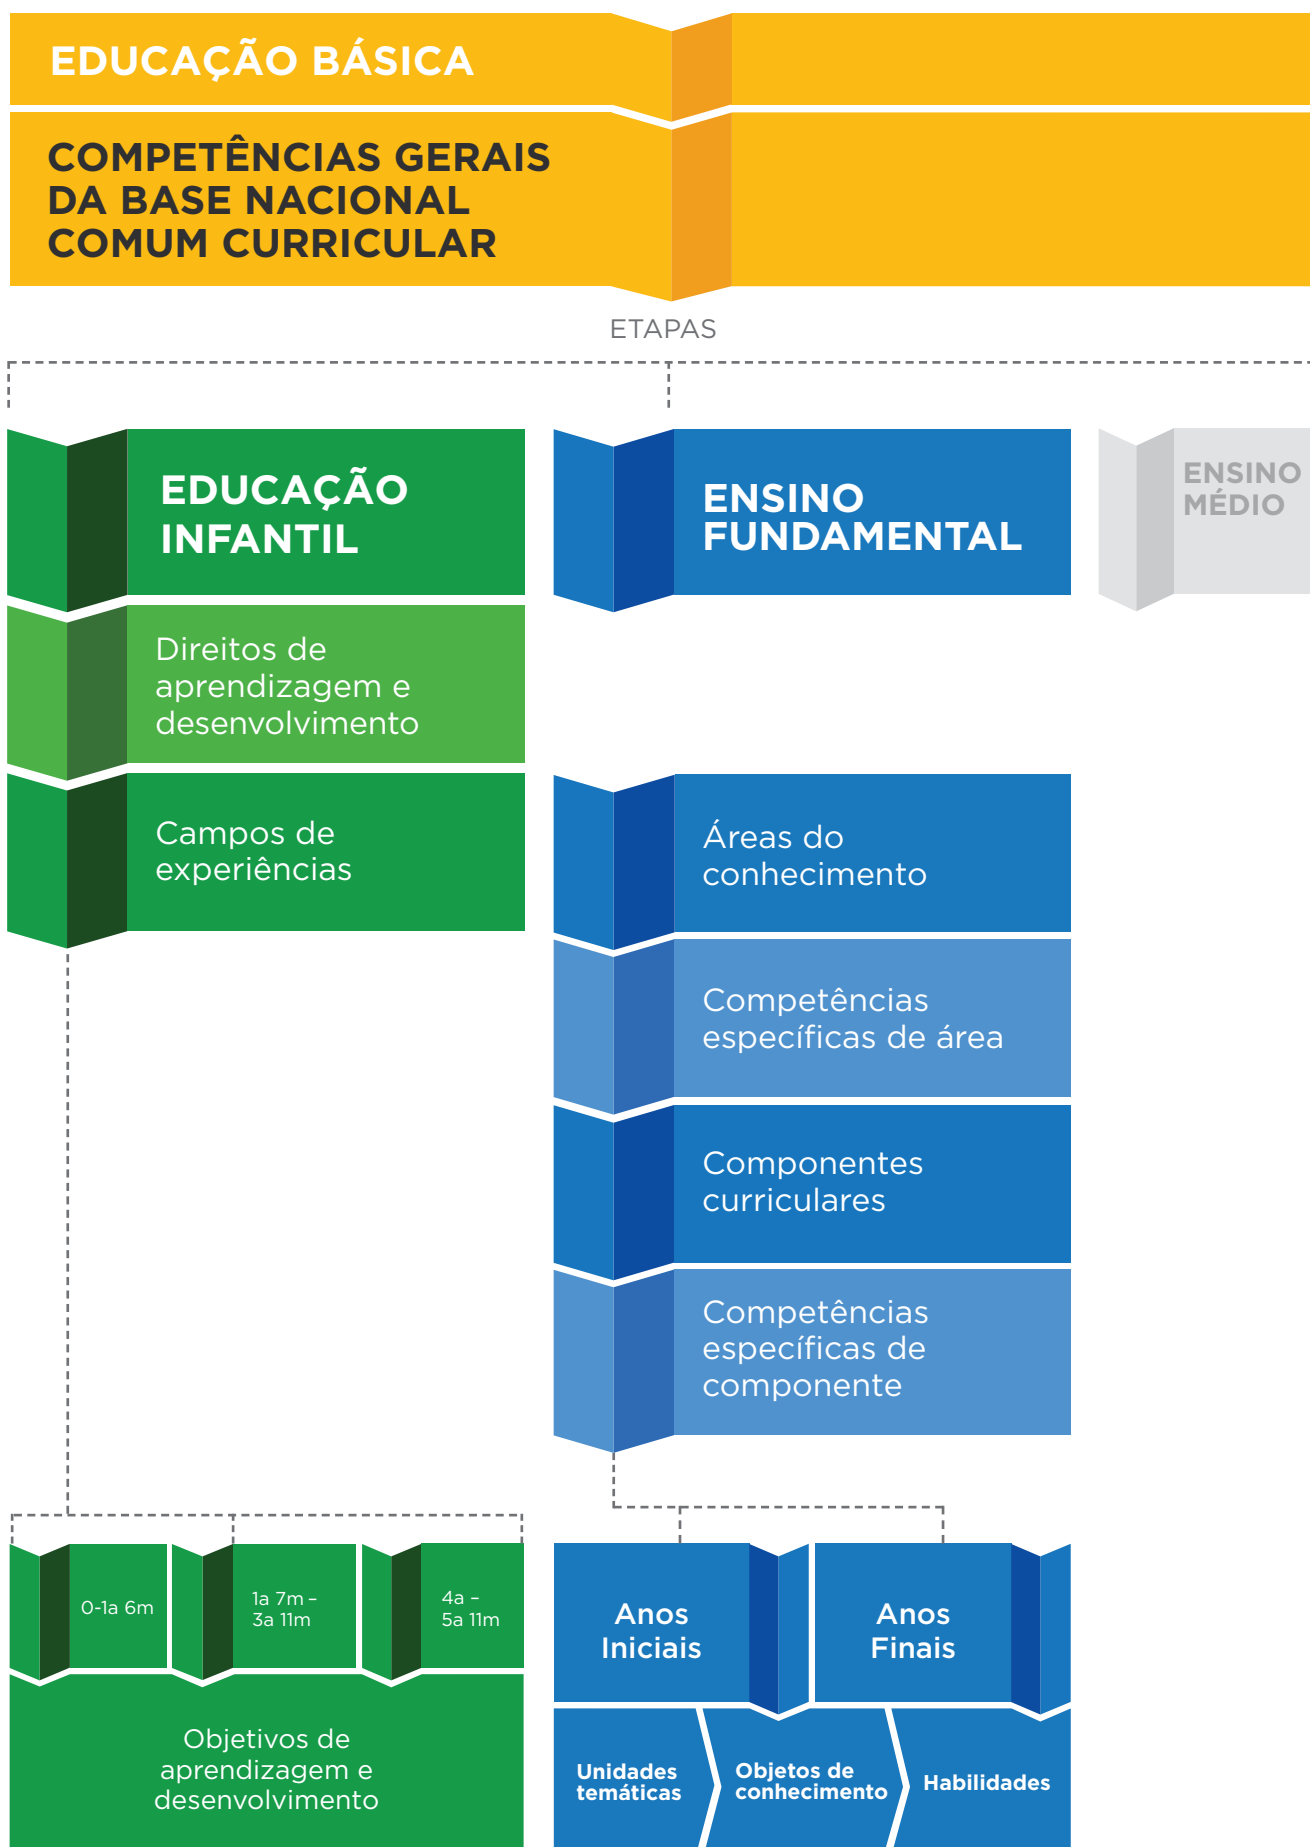 EDUCAÇÃO BÁSICA
COMPETÊNCIAS GERAIS
DA BASE NACIONAL
COMUM CURRICULAR
ETAPAS
EDUCAÇÃO
INFANTIL
Direitos de
aprendizagem e
desenvolvimento
Campos de
experiências
ENSINO
FUNDAMENTAL
Áreas do
conhecimento
Competências
específicas de área
Componentes
curriculares
Competências
específicas de
componente
ENSINO
MÉDIO
0-1a 6m
1a 7m –
3a 11m
4a –
5a 11m
Objetivos de
aprendizagem e
desenvolvimento
Anos
Iniciais
Anos
Finais
Unidades
temáticas
Objetos de
conhecimento
Habilidades